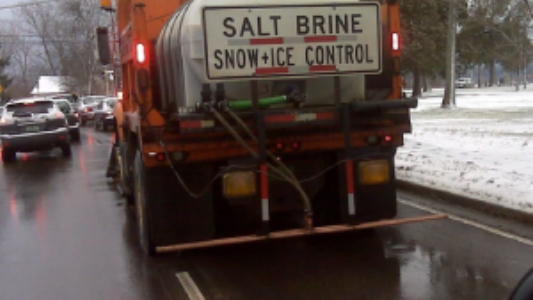 SALT BRINE
SNOW+ICE CONTROL